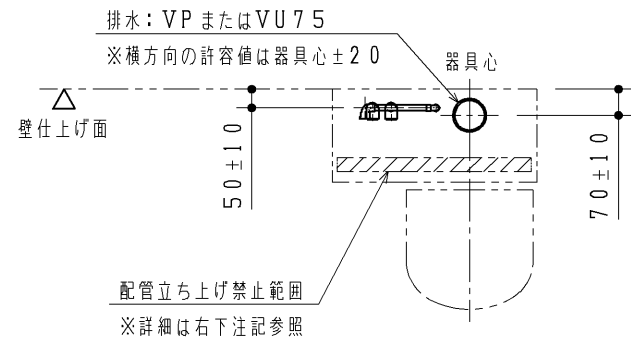 排水：VPまたはVU75
※横方向の許容値は器具心±20
器具心
壁仕上げ面
50±10
70±10
配管立ち上げ禁止範囲
※詳細は右下注記参照